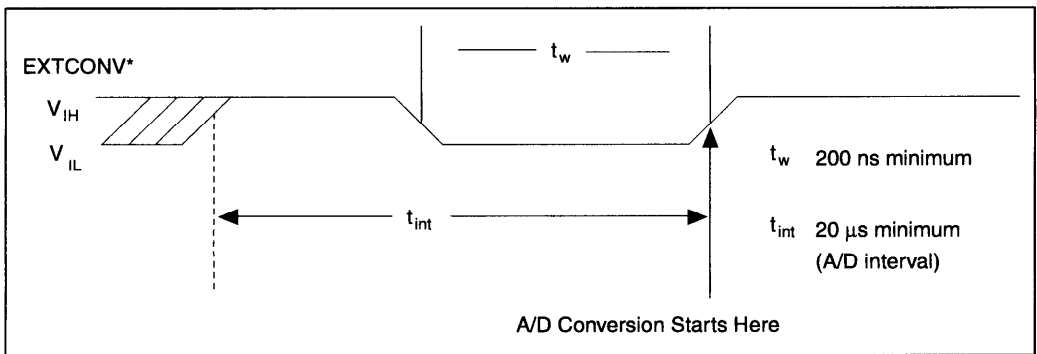 t_w
EXTCONV*
V_IH
V_IL
t_w 200 ns minimum
t_int
t_int 20 µs minimum
(A/D interval)
A/D Conversion Starts Here